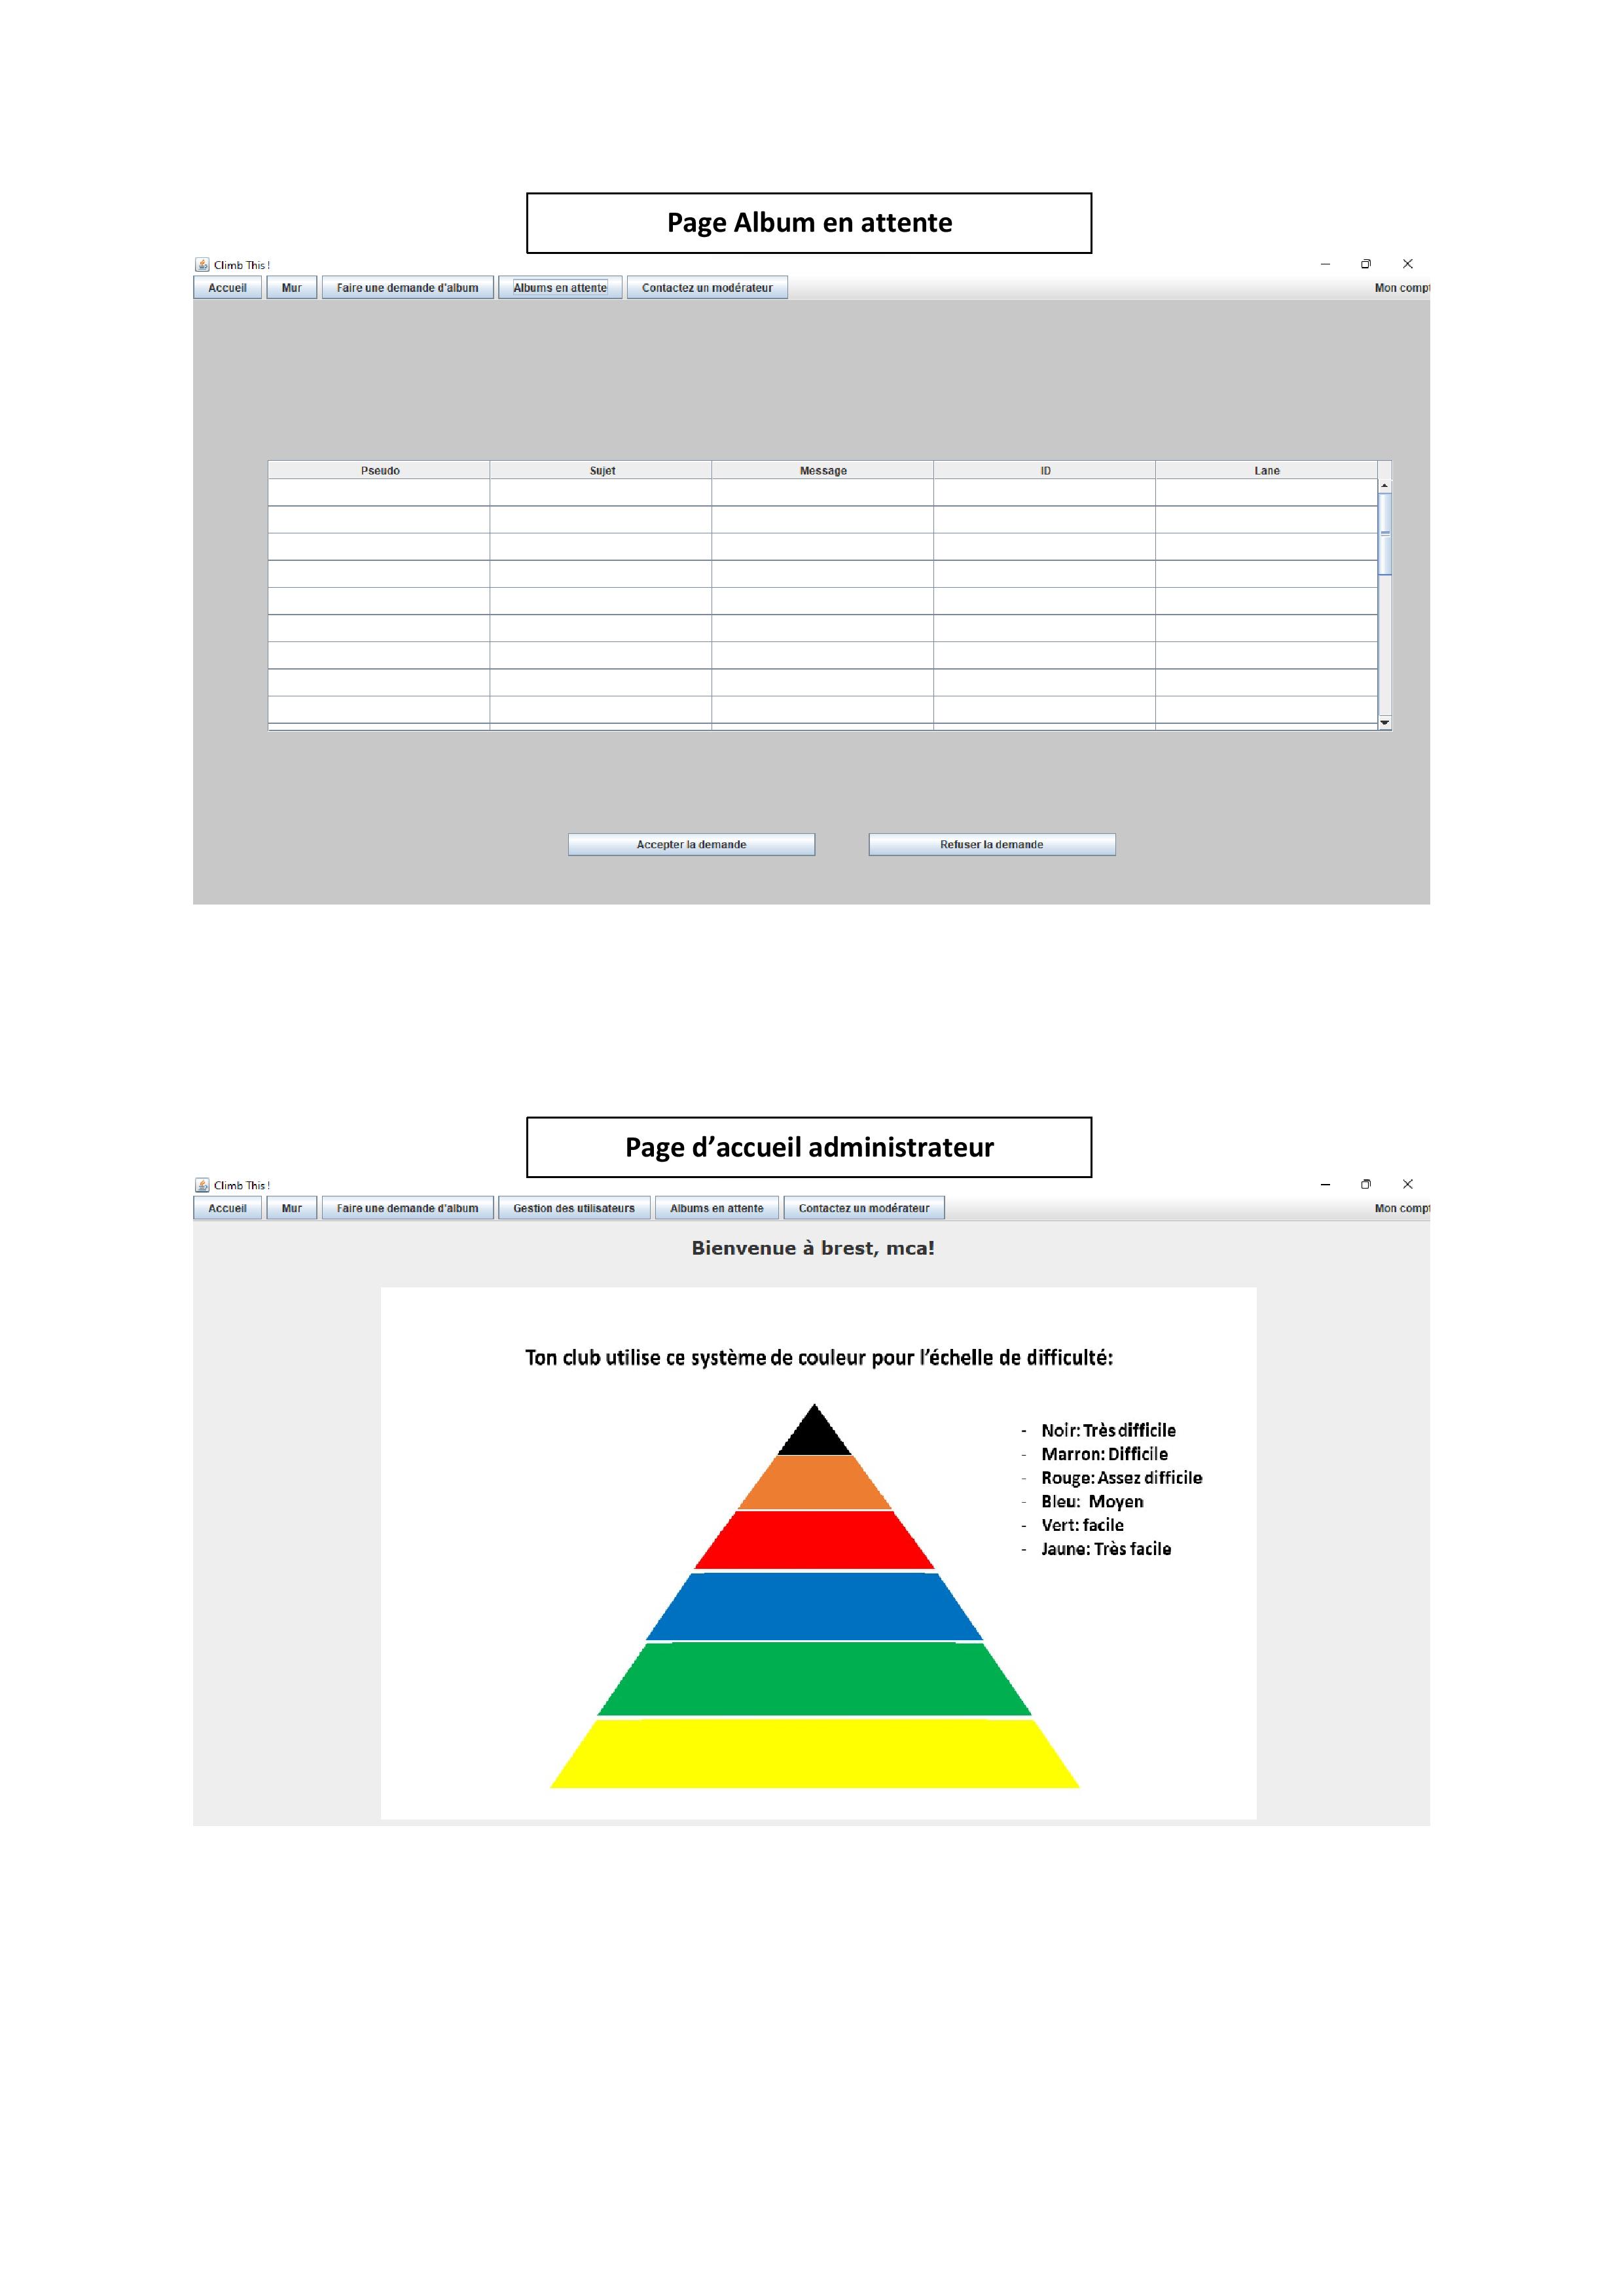 Page Album en attente
Climb This !
Accueil Mur Faire une demande d'album Albums en attente Contactez un modérateur Mon compt
Pseudo Sujet Message ID Lane
Accepter la demande Refuser la demande
Page d’accueil administrateur
Climb This !
Accueil Mur Faire une demande d'album Gestion des utilisateurs Albums en attente Contactez un modérateur Mon compt
Bienvenue à brest, mca!
Ton club utilise ce système de couleur pour l’échelle de difficulté:
- Noir: Très difficile
- Marron: Difficile
- Rouge: Assez difficile
- Bleu: Moyen
- Vert: facile
- Jaune: Très facile